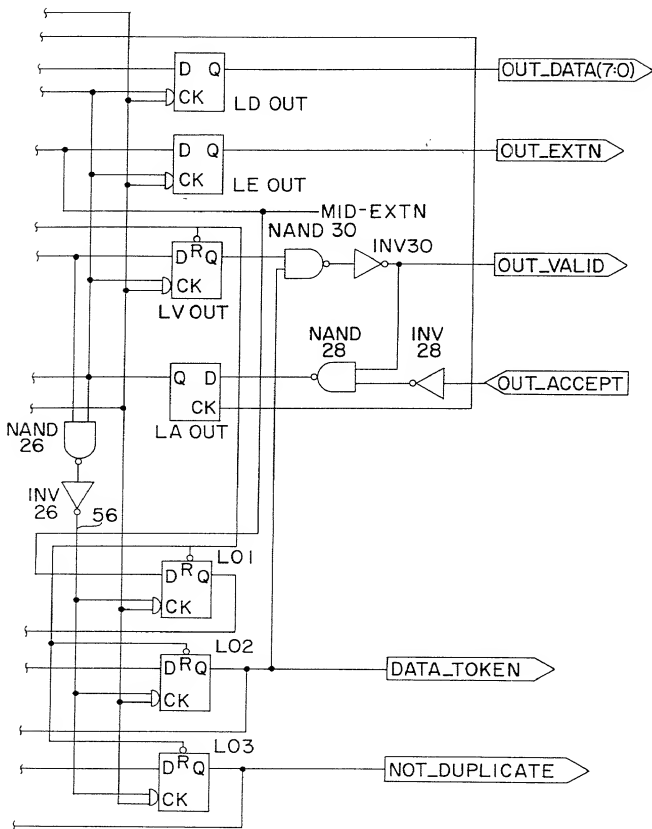 D Q
CK
LD OUT
OUT_DATA(7:0)
D Q
CK
LE OUT
OUT_EXTN
MID-EXTN
NAND 30
INV30
D R Q
CK
LV OUT
OUT_VALID
NAND
28
INV
28
Q D
CK
LA OUT
OUT_ACCEPT
NAND
26
INV
26
56
LO1
D R Q
CK
LO2
D R Q
CK
DATA_TOKEN
LO3
D R Q
CK
NOT_DUPLICATE